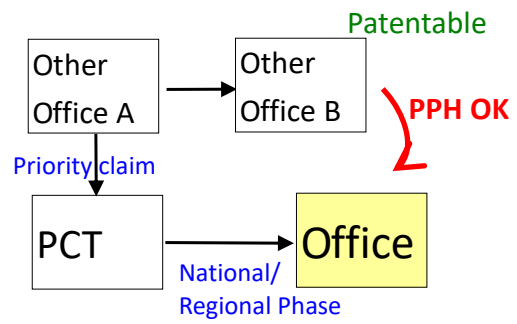 Patentable
Other
Office A
Other
Office B
PPH OK
Priority claim
PCT
Office
National/
Regional Phase